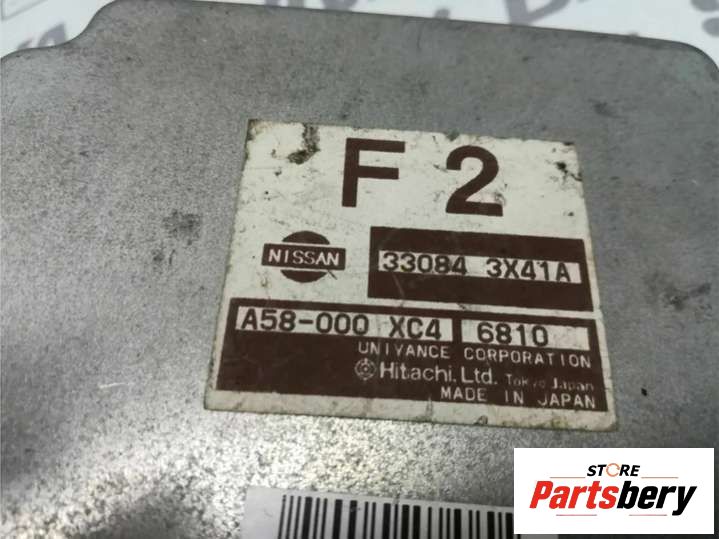 F 2
NISSAN
33084 3X41A
A58-000 XC4 6810
UNIVANCE CORPORATION
Hitachi, Ltd. Tokyo Japan
MADE IN JAPAN
STORE
Partsbery